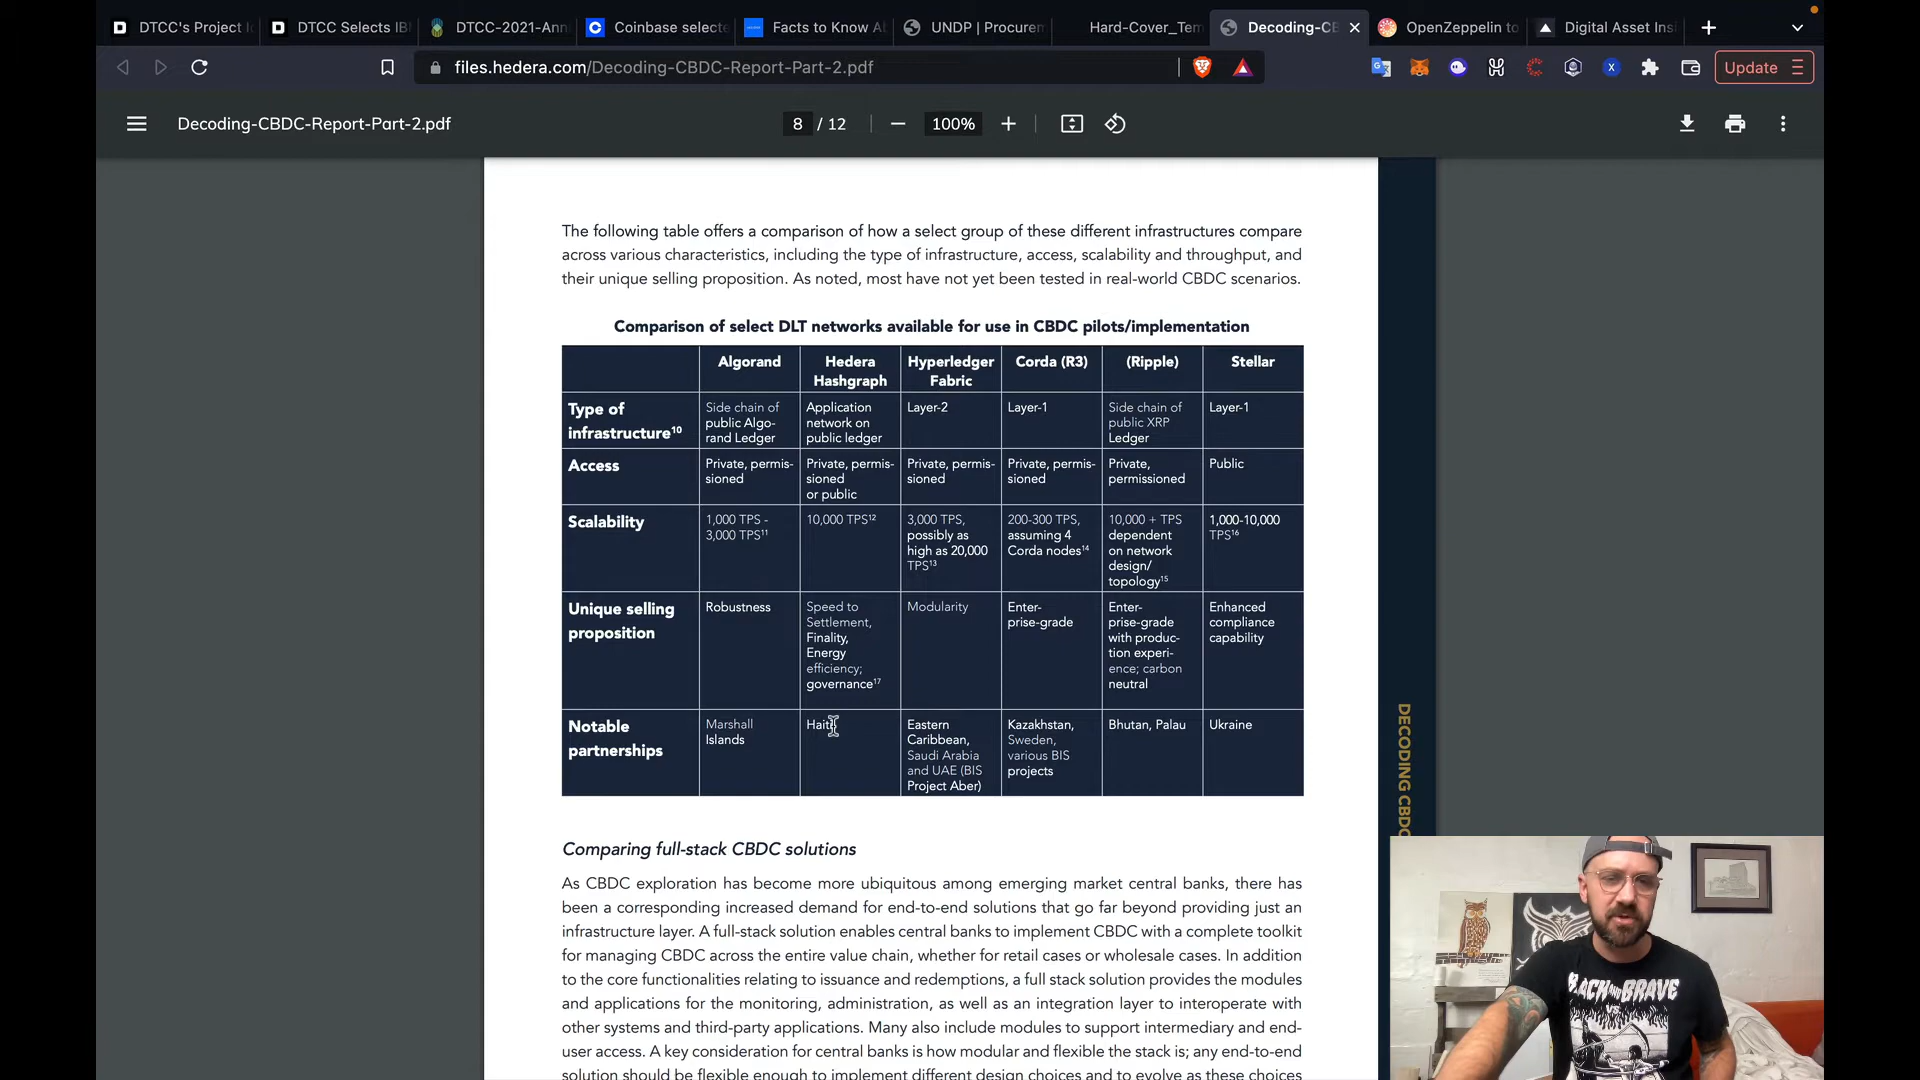 DTCC's Project I
DTCC Selects IB
DTCC-2021-Ann
Coinbase selecte
Facts to Know A
UNDP | Procurem
Hard-Cover_Tem
Decoding-CB
OpenZeppelin to
Digital Asset Insi
files.hedera.com/Decoding-CBDC-Report-Part-2.pdf
Update
Decoding-CBDC-Report-Part-2.pdf
8 / 12
100%
The following table offers a comparison of how a select group of these different infrastructures compare
across various characteristics, including the type of infrastructure, access, scalability and throughput, and
their unique selling proposition. As noted, most have not yet been tested in real-world CBDC scenarios.
Comparison of select DLT networks available for use in CBDC pilots/implementation
Algorand
Hedera
Hashgraph
Hyperledger
Fabric
Corda (R3)
(Ripple)
Stellar
Type of
infrastructure¹⁰
Side chain of
public Algo-
rand Ledger
Application
network on
public ledger
Layer-2
Layer-1
Side chain of
public XRP
Ledger
Layer-1
Access
Private, permis-
sioned
Private, permis-
sioned
or public
Private, permis-
sioned
Private, permis-
sioned
Private,
permissioned
Public
Scalability
1,000 TPS -
3,000 TPS¹¹
10,000 TPS¹²
3,000 TPS,
possibly as
high as 20,000
TPS¹³
200-300 TPS,
assuming 4
Corda nodes¹⁴
10,000 + TPS
dependent
on network
design/
topology¹⁵
1,000-10,000
TPS¹⁶
Unique selling
proposition
Robustness
Speed to
Settlement,
Finality,
Energy
efficiency;
governance¹⁷
Modularity
Enter-
prise-grade
Enter-
prise-grade
with produc-
tion experi-
ence; carbon
neutral
Enhanced
compliance
capability
Notable
partnerships
Marshall
Islands
Haiti
Eastern
Caribbean,
Saudi Arabia
and UAE (BIS
Project Aber)
Kazakhstan,
Sweden,
various BIS
projects
Bhutan, Palau
Ukraine
DECODING CBDC
Comparing full-stack CBDC solutions
As CBDC exploration has become more ubiquitous among emerging market central banks, there has
been a corresponding increased demand for end-to-end solutions that go far beyond providing just an
infrastructure layer. A full-stack solution enables central banks to implement CBDC with a complete toolkit
for managing CBDC across the entire value chain, whether for retail cases or wholesale cases. In addition
to the core functionalities relating to issuance and redemptions, a full stack solution provides the modules
and applications for the monitoring, administration, as well as an integration layer to interoperate with
other systems and third-party applications. Many also include modules to support intermediary and end-
user access. A key consideration for central banks is how modular and flexible the stack is; any end-to-end
solution should be flexible enough to implement different design choices and to evolve as these choices